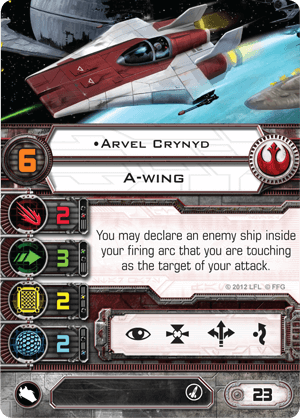 •ARVEL CRYNYD
6
A-WING
2
3
2
2
You may declare an enemy ship inside
your firing arc that you are touching
as the target of your attack.
© 2012 LFL © FFG
23